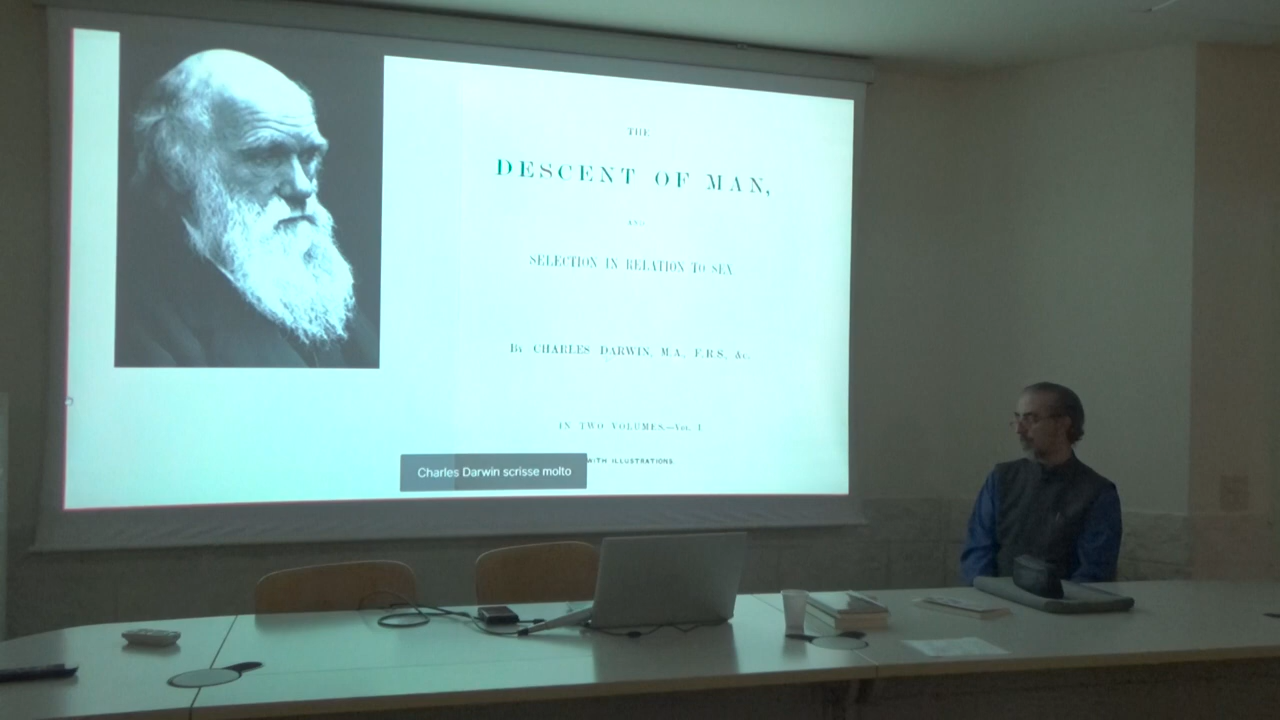 THE
DESCENT OF MAN,
AND
SELECTION IN RELATION TO SEX
By CHARLES DARWIN, M.A., F.R.S., &c.
IN TWO VOLUMES.—Vol. I.
WITH ILLUSTRATIONS
Charles Darwin scrisse molto